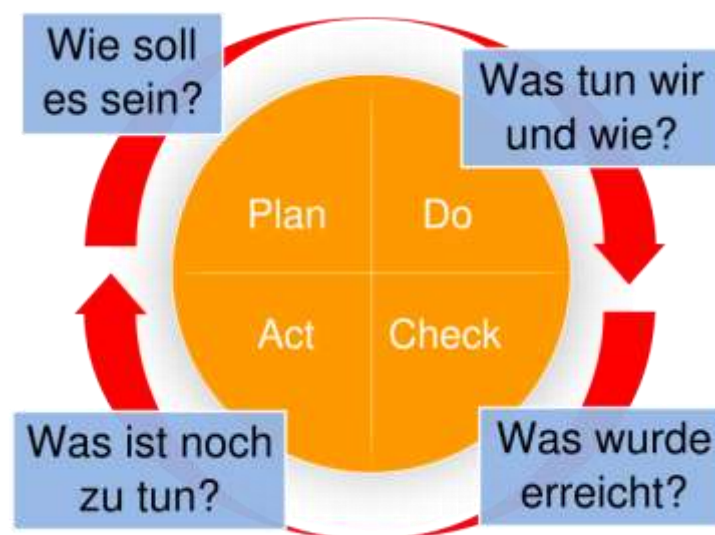 Wie soll
es sein?
Was tun wir
und wie?
Plan
Do
Act
Check
Was ist noch
zu tun?
Was wurde
erreicht?